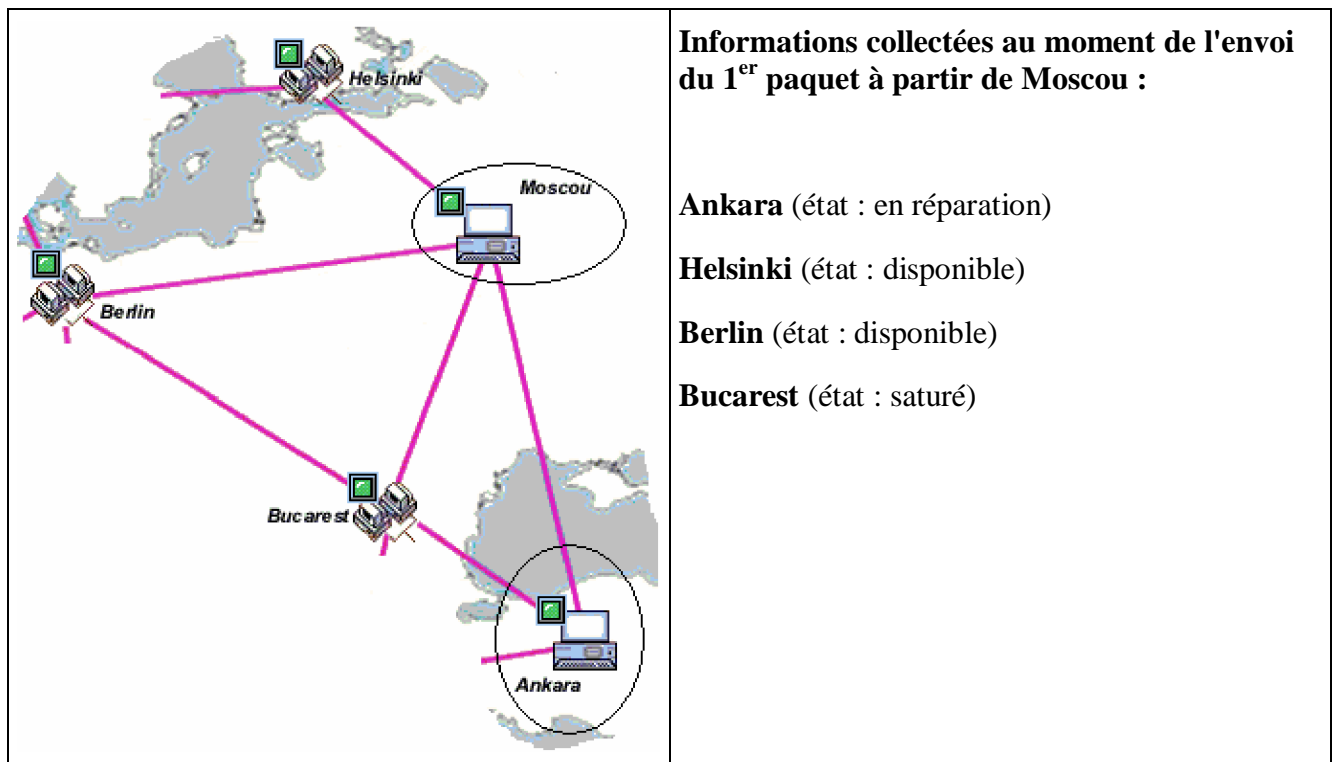 Helsinki
Moscou
Berlin
Bucarest
Ankara
Informations collectées au moment de l'envoi
du 1er paquet à partir de Moscou :
Ankara (état : en réparation)
Helsinki (état : disponible)
Berlin (état : disponible)
Bucarest (état : saturé)